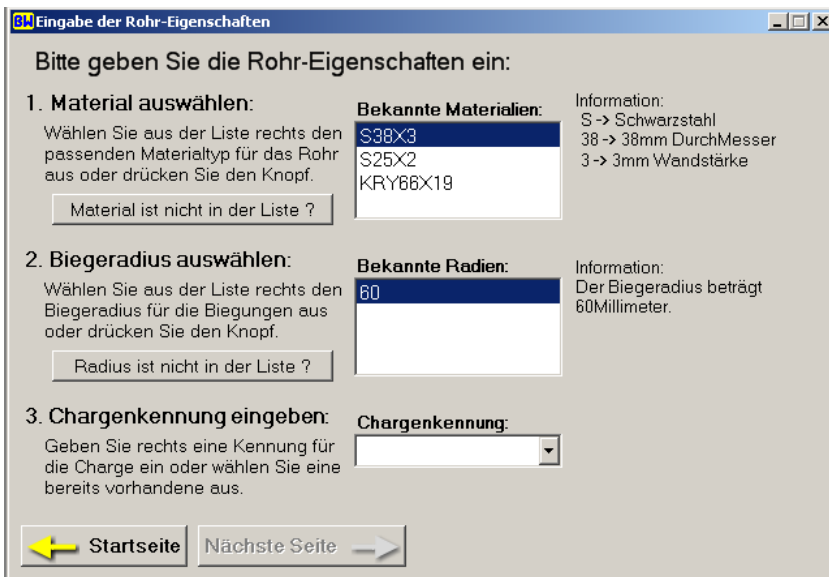 BW Eingabe der Rohr-Eigenschaften
Bitte geben Sie die Rohr-Eigenschaften ein:
1. Material auswählen:
Wählen Sie aus der Liste rechts den
passenden Materialtyp für das Rohr
aus oder drücken Sie den Knopf.
Material ist nicht in der Liste ?
Bekannte Materialien:
S38X3
S25X2
KRY66X19
Information:
S -> Schwarzstahl
38 -> 38mm DurchMesser
3 -> 3mm Wandstärke
2. Biegeradius auswählen:
Wählen Sie aus der Liste rechts den
Biegeradius für die Biegungen aus
oder drücken Sie den Knopf.
Radius ist nicht in der Liste ?
Bekannte Radien:
60
Information:
Der Biegeradius beträgt
60Millimeter.
3. Chargenkennung eingeben:
Geben Sie rechts eine Kennung für
die Charge ein oder wählen Sie eine
bereits vorhandene aus.
Chargenkennung:
Startseite
Nächste Seite